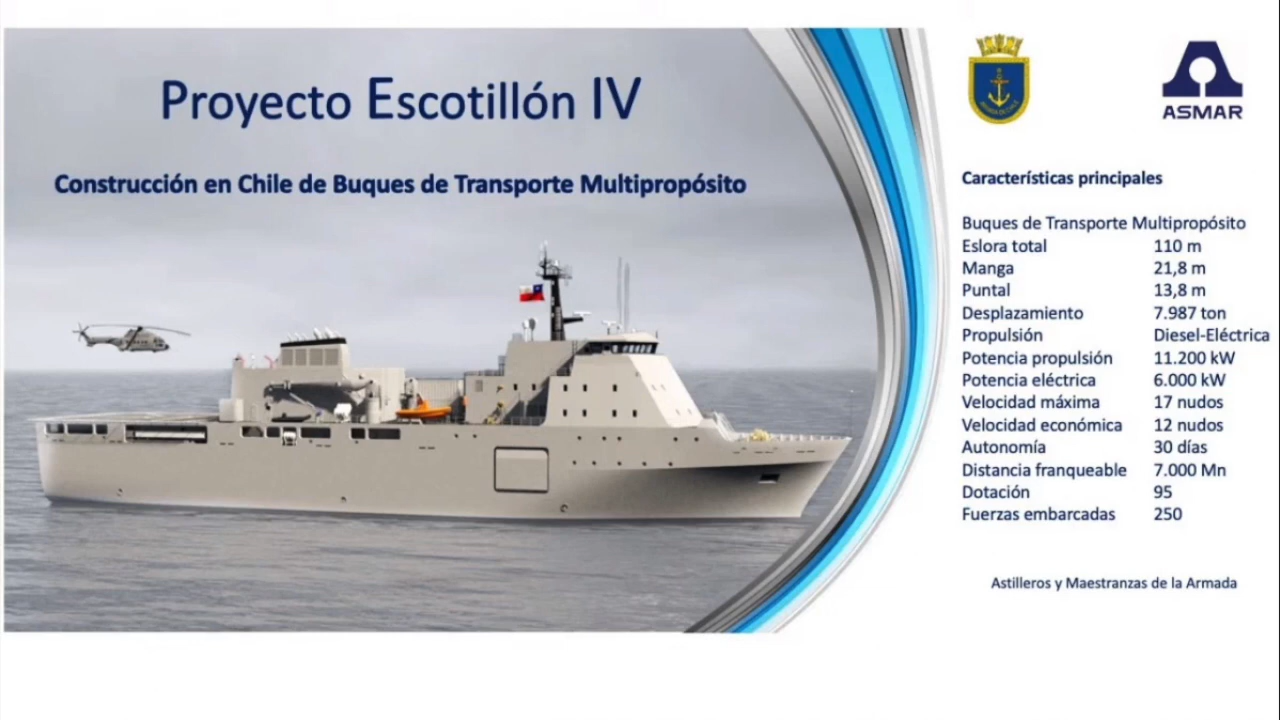 Proyecto Escotillón IV
Construcción en Chile de Buques de Transporte Multipropósito
ASMAR
Características principales
Buques de Transporte Multipropósito
Eslora total 110 m
Manga 21,8 m
Puntal 13,8 m
Desplazamiento 7.987 ton
Propulsión Diesel-Eléctrica
Potencia propulsión 11.200 kW
Potencia eléctrica 6.000 kW
Velocidad máxima 17 nudos
Velocidad económica 12 nudos
Autonomía 30 días
Distancia franqueable 7.000 Mn
Dotación 95
Fuerzas embarcadas 250
Astilleros y Maestranzas de la Armada